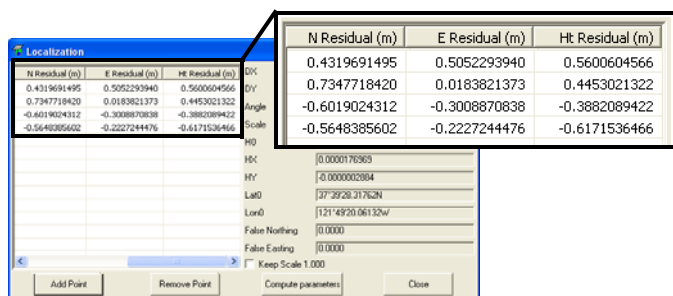 Localization
N Residual (m) E Residual (m) Ht Residual (m)
0.4319691495 0.5052293940 0.5600604566
0.7347718420 0.0183821373 0.4453021322
-0.6019024312 -0.3008870838 -0.3882089422
-0.5648385602 -0.2227244476 -0.6171536466
N Residual (m) E Residual (m) Ht Residual (m)
0.4319691495 0.5052293940 0.5600604566
0.7347718420 0.0183821373 0.4453021322
-0.6019024312 -0.3008870838 -0.3882089422
-0.5648385602 -0.2227244476 -0.6171536466
DX
DY
Angle
Scale
H0
HX 0.0000176969
HY -0.0000002884
Lat0 37°39'28.31762N
Lon0 121°49'20.06132W
False Northing 0.0000
False Easting 0.0000
Keep Scale 1.000
Add Point Remove Point Compute parameters Close